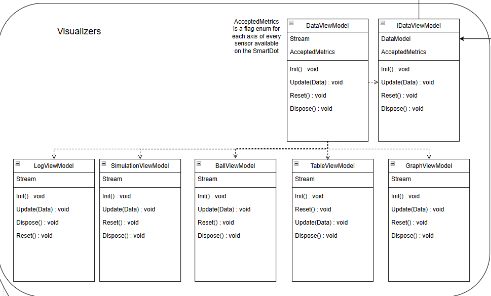 Visualizers
AcceptedMetrics
is a flag enum for
each axis of every
sensor available
on the SmartDot
DataViewModel
Stream
AcceptedMetrics
Init() : void
Update(Data) : void
Reset() : void
Dispose() : void
IDataViewModel
DataModel
AcceptedMetrics
Init() : void
Update(Data) : void
Reset() : void
Dispose() : void
LogViewModel
Stream
Init() : void
Update(Data) : void
Dispose() : void
Reset() : void
SimulationViewModel
Stream
Init() : void
Update(Data) : void
Reset() : void
Dispose() : void
BallViewModel
Stream
Init() : void
Update(Data) : void
Reset() : void
Dispose() : void
TableViewModel
Stream
Init() : void
Reset() : void
Update(Data) : void
Dispose() : void
GraphViewModel
Stream
Init() : void
Update(Data) : void
Reset() : void
Dispose() : void